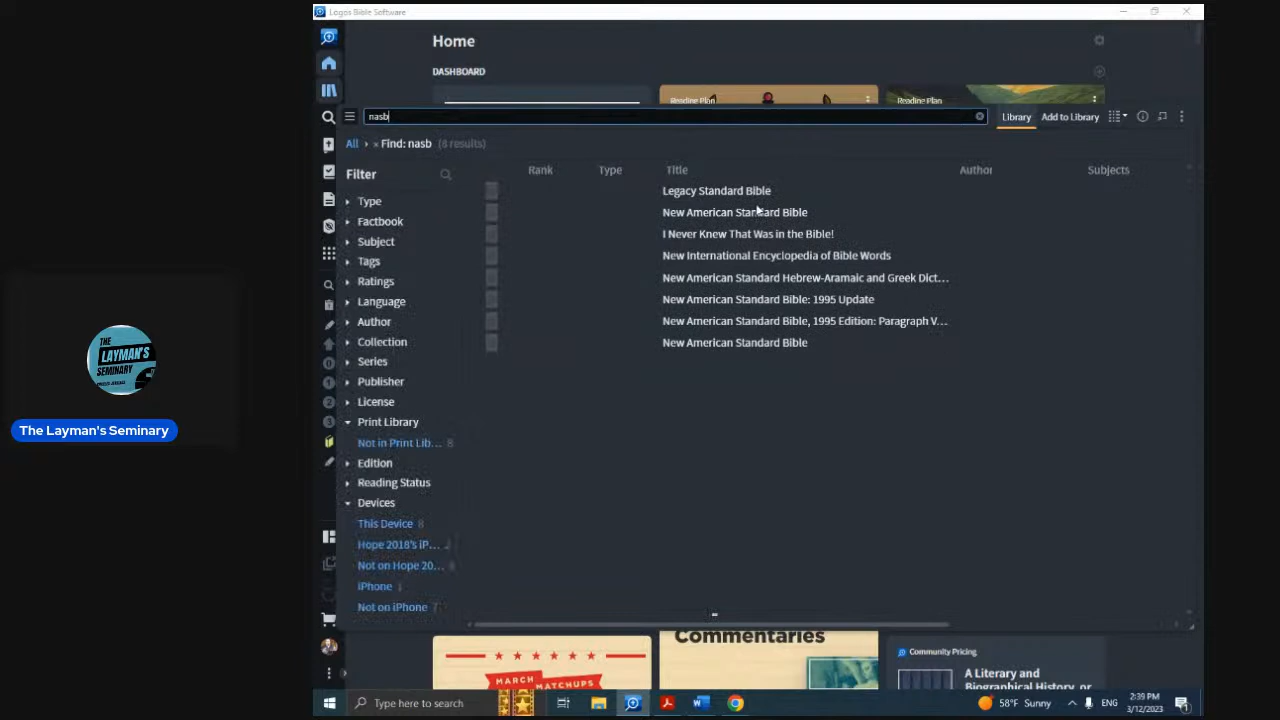 Logos Bible Software
Home
DASHBOARD
Reading Plan
Reading Plan
nasb
Library
Add to Library
All › × Find: nasb (8 results)
Filter
Rank
Type
Title
Author
Subjects
Type
Factbook
Subject
Tags
Ratings
Language
Author
Collection
Series
Publisher
License
Print Library
Not in Print Lib... 8
Edition
Reading Status
Devices
This Device 8
Hope 2018's iP...
Not on Hope 20...
iPhone
Not on iPhone 7
Legacy Standard Bible
New American Standard Bible
I Never Knew That Was in the Bible!
New International Encyclopedia of Bible Words
New American Standard Hebrew-Aramaic and Greek Dict...
New American Standard Bible: 1995 Update
New American Standard Bible, 1995 Edition: Paragraph V...
New American Standard Bible
THE
LAYMAN'S
SEMINARY
The Layman's Seminary
MARCH
MATCHUPS
Commentaries
Community Pricing
A Literary and
Biographical History, or
Type here to search
58°F Sunny
ENG
2:39 PM
3/12/2023